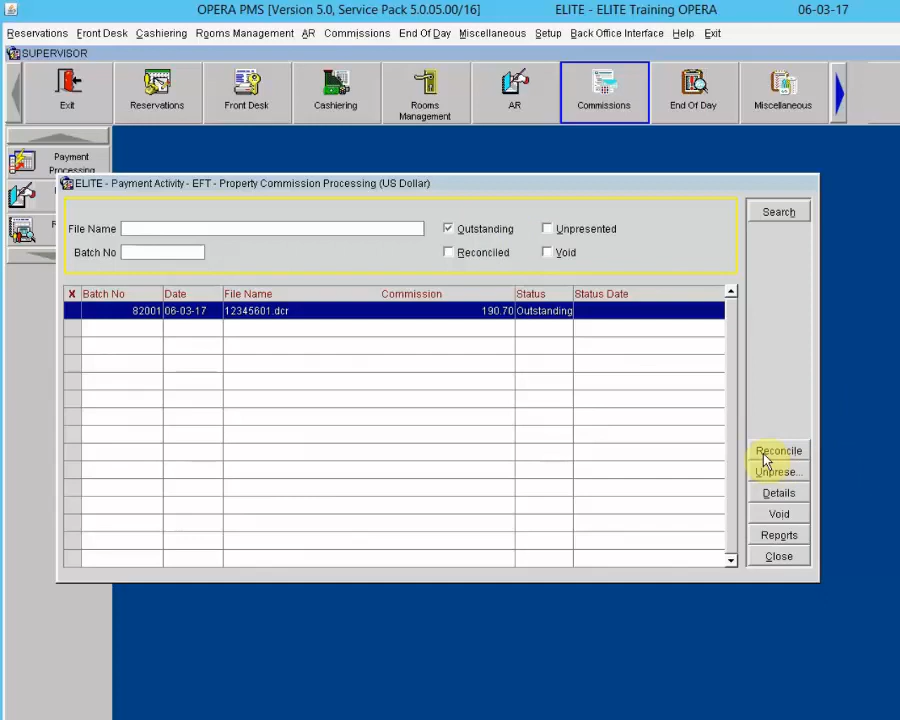 OPERA PMS [Version 5.0, Service Pack 5.0.05.00/16] ELITE - ELITE Training OPERA 06-03-17
Reservations Front Desk Cashiering Rooms Management AR Commissions End Of Day Miscellaneous Setup Back Office Interface Help Exit
SUPERVISOR
Exit Reservations Front Desk Cashiering Rooms Management AR Commissions End Of Day Miscellaneous
Payment
Processing
ELITE - Payment Activity - EFT - Property Commission Processing (US Dollar)
File Name Outstanding Unpresented
Batch No Reconciled Void
Search
X Batch No Date File Name Commission Status Status Date
82001 06-03-17 12345601.dcr 190.70 Outstanding
Reconcile
Unprese...
Details
Void
Reports
Close